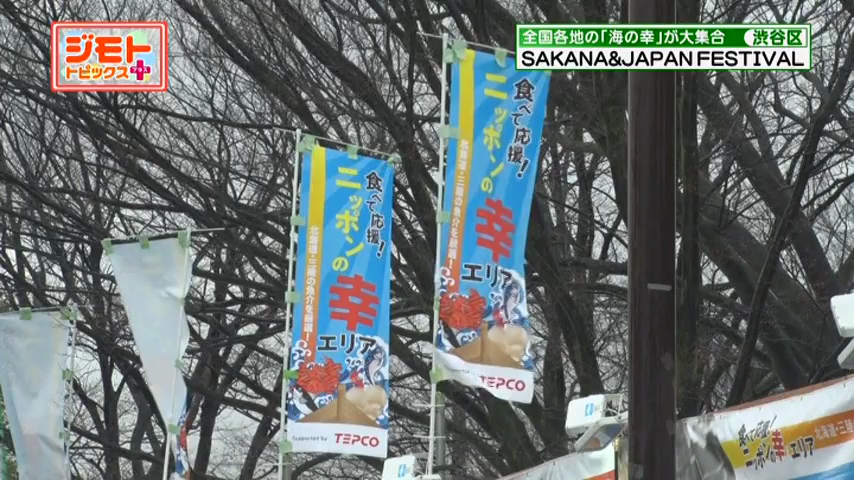 ジモト
トピックス
プラス
全国各地の「海の幸」が大集合
渋谷区
SAKANA&JAPAN FESTIVAL
食べて応援!
ニッポンの
幸
エリア
北海道・三陸の魚介を厳選!
Supported by TEPCO
食べて応援!
ニッポンの
幸
エリア
北海道・三陸の魚介を厳選!
TEPCO
食べて応援!
ニッポンの幸エリア
北海道・三陸